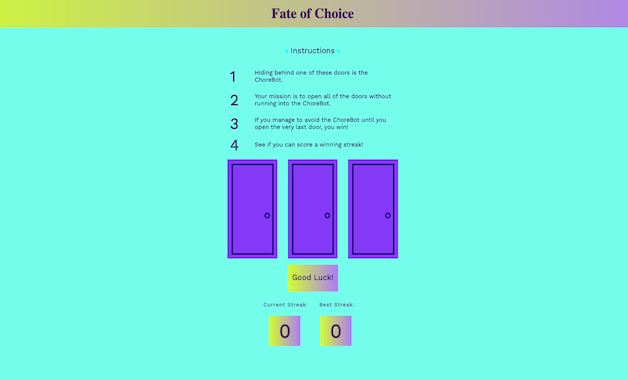 Fate of Choice
Instructions
1
Hiding behind one of these doors is the
ChoreBot.
2
Your mission is to open all of the doors without
running into the ChoreBot.
3
If you manage to avoid the ChoreBot until you
open the very last door, you win!
4
See if you can score a winning streak!
Good Luck!
Current Streak: Best Streak:
0 0